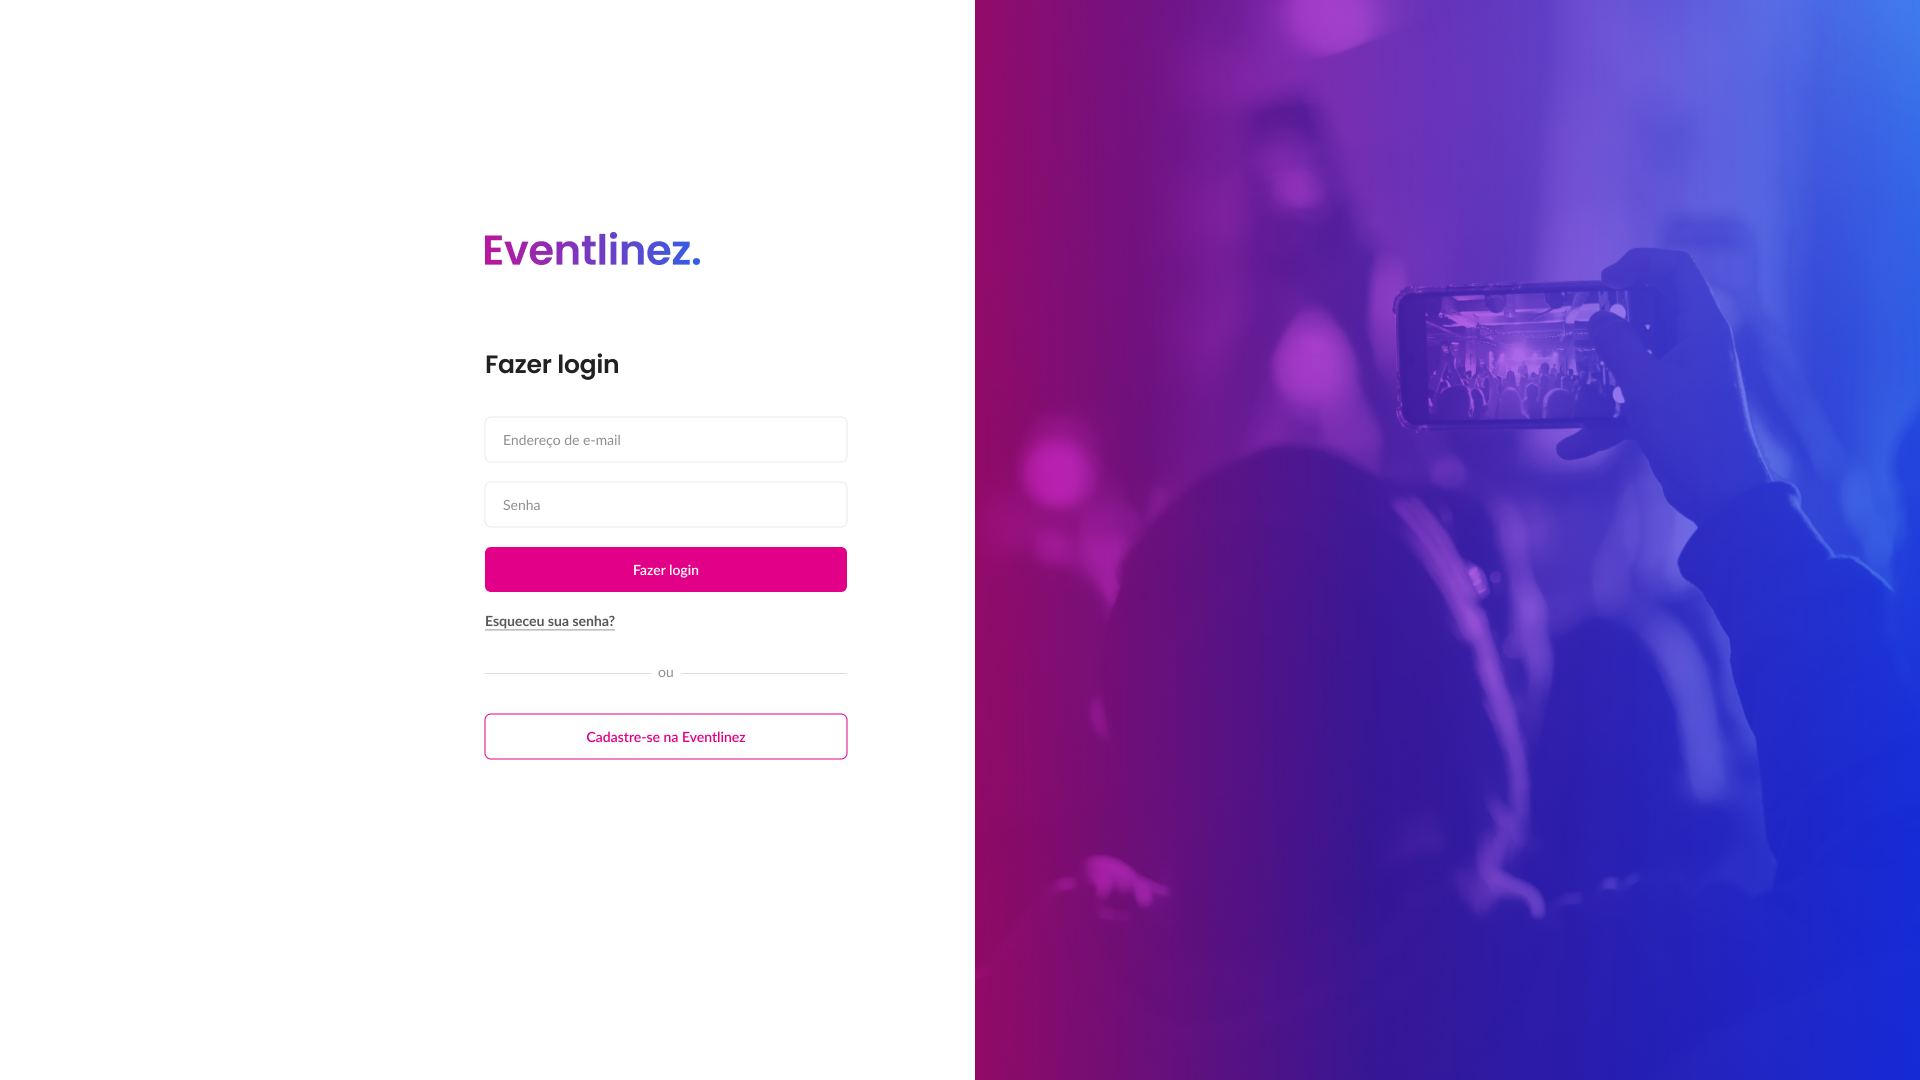 Eventlinez.
Fazer login
Endereço de e-mail
Senha
Fazer login
Esqueceu sua senha?
ou
Cadastre-se na Eventlinez